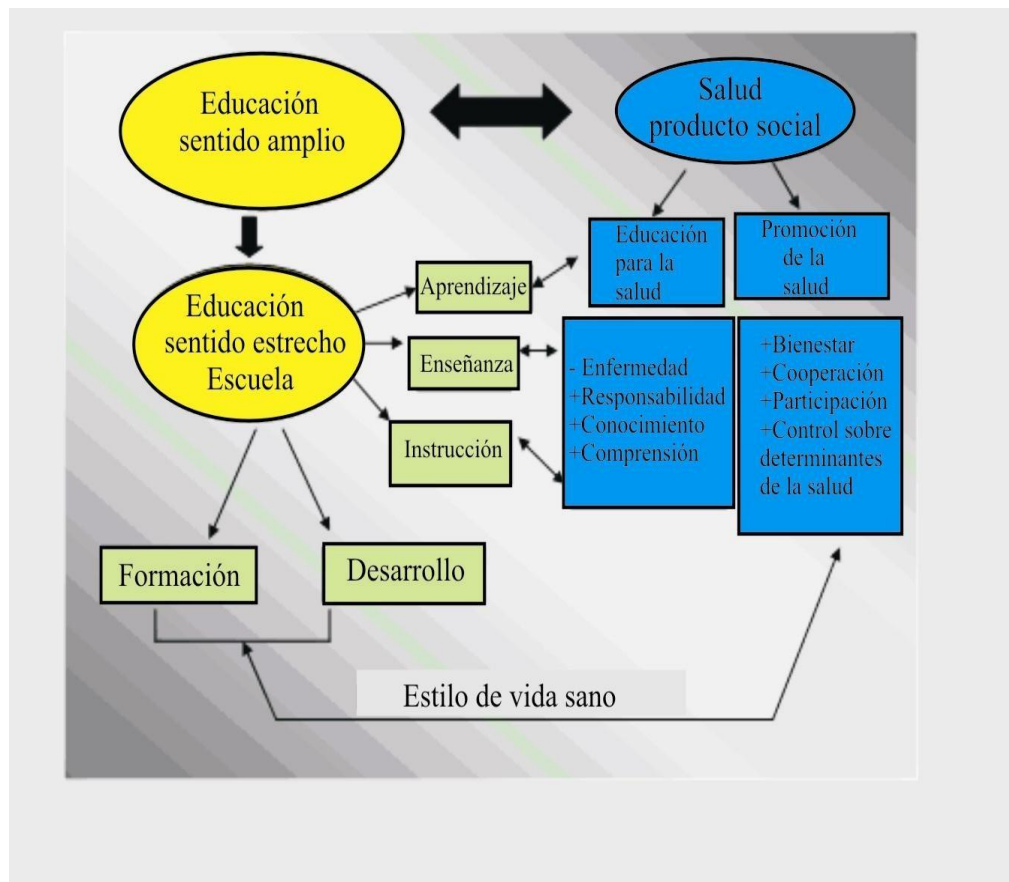 Educación
sentido amplio
Salud
producto social
Educación
para la
salud
Promoción
de la
salud
Aprendizaje
Educación
sentido estrecho
Escuela
Enseñanza
Instrucción
- Enfermedad
+Responsabilidad
+Conocimiento
+Comprensión
+Bienestar
+Cooperación
+Participación
+Control sobre
determinantes
de la salud
Formación
Desarrollo
Estilo de vida sano